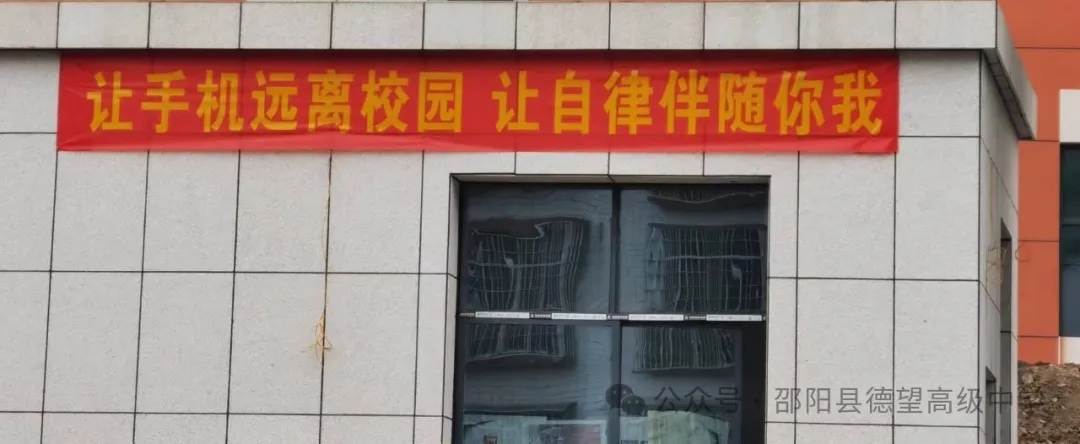 让手机远离校园 让自律伴随你我
公众号 邵阳县德望高级中